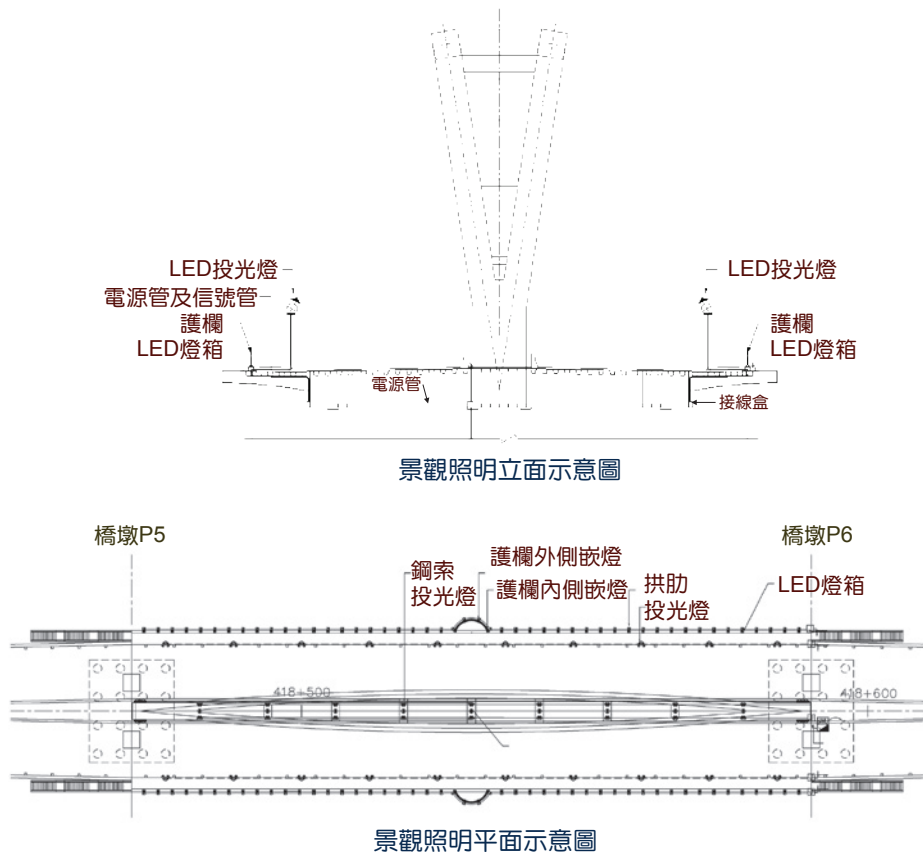 LED投光燈
LED投光燈
電源管及信號管
護欄
LED燈箱
護欄
LED燈箱
電源管
接線盒
景觀照明立面示意圖
橋墩P5
橋墩P6
鋼索
投光燈
護欄外側嵌燈
護欄內側嵌燈
拱肋
投光燈
LED燈箱
418+500
418+600
景觀照明平面示意圖